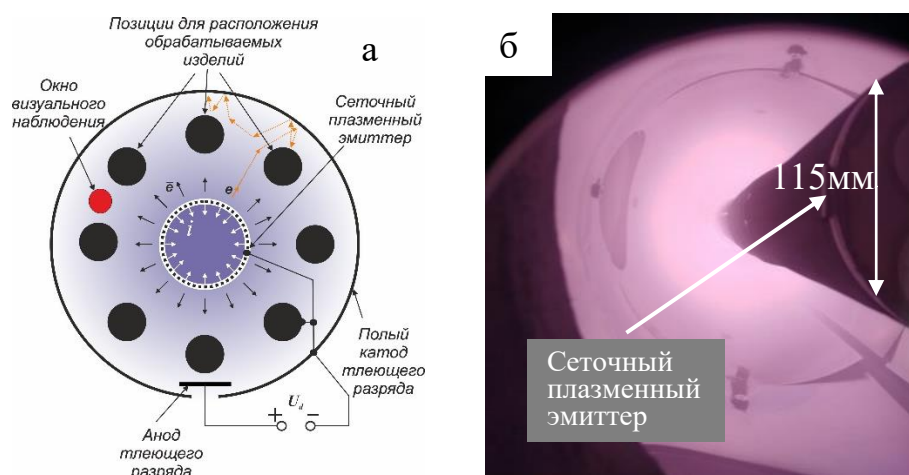 Позиции для расположения
обрабатываемых
изделий
а
Окно
визуального
наблюдения
Сеточный
плазменный
эмиттер
ē
e
i
Полый
катод
тлеющего
разряда
U_d
+
−
Анод
тлеющего
разряда
б
115мм
Сеточный
плазменный
эмиттер